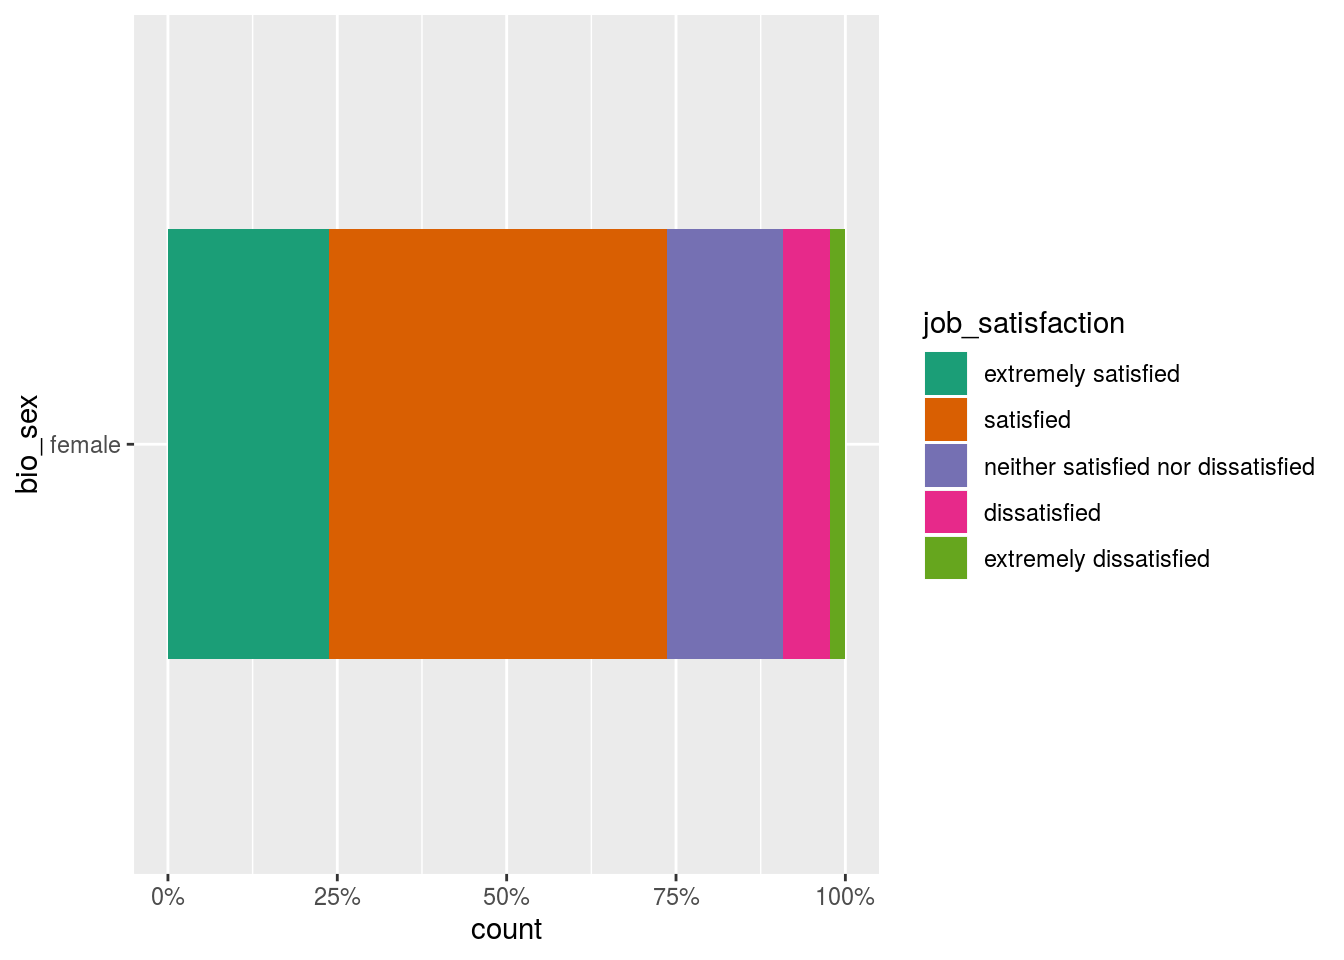 bio_sex
female
0% 25% 50% 75% 100%
count
job_satisfaction
extremely satisfied
satisfied
neither satisfied nor dissatisfied
dissatisfied
extremely dissatisfied